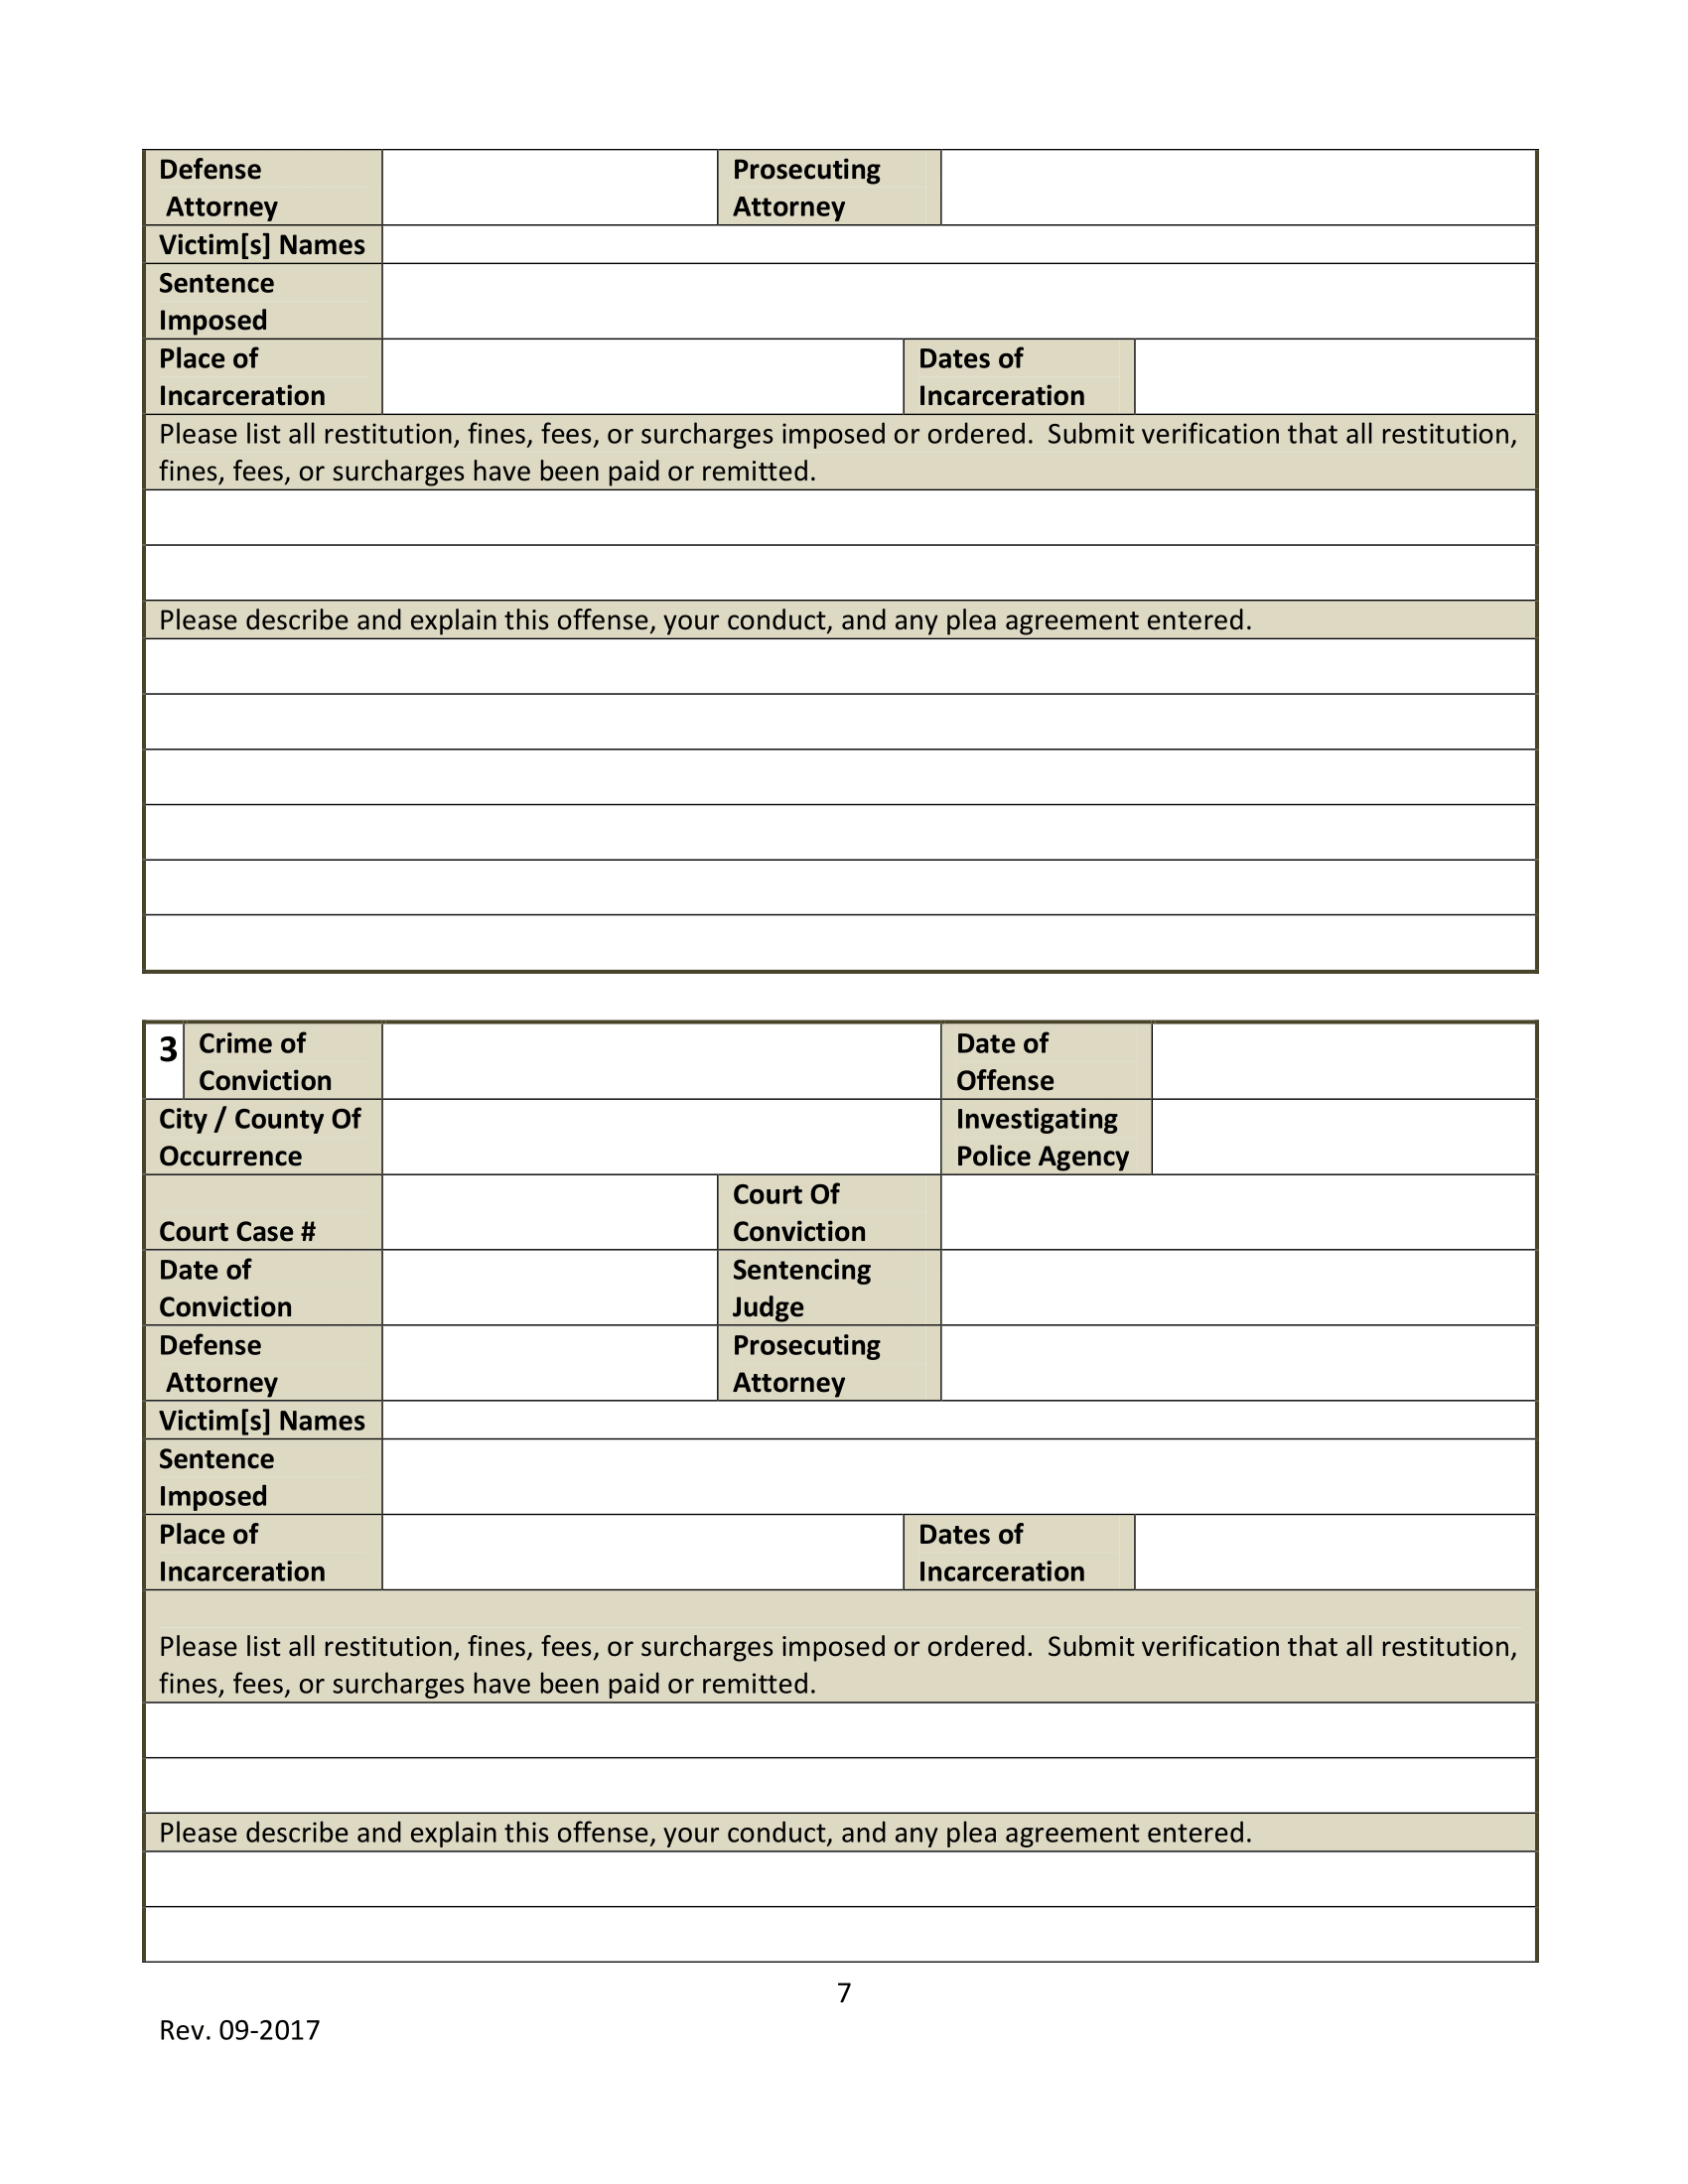 Defense
Attorney
Prosecuting
Attorney
Victim[s] Names
Sentence
Imposed
Place of
Incarceration
Dates of
Incarceration
Please list all restitution, fines, fees, or surcharges imposed or ordered.  Submit verification that all restitution,
fines, fees, or surcharges have been paid or remitted.
Please describe and explain this offense, your conduct, and any plea agreement entered.
3
Crime of
Conviction
Date of
Offense
City / County Of
Occurrence
Investigating
Police Agency
Court Case #
Court Of
Conviction
Date of
Conviction
Sentencing
Judge
Defense
Attorney
Prosecuting
Attorney
Victim[s] Names
Sentence
Imposed
Place of
Incarceration
Dates of
Incarceration
Please list all restitution, fines, fees, or surcharges imposed or ordered.  Submit verification that all restitution,
fines, fees, or surcharges have been paid or remitted.
Please describe and explain this offense, your conduct, and any plea agreement entered.
7
Rev. 09-2017